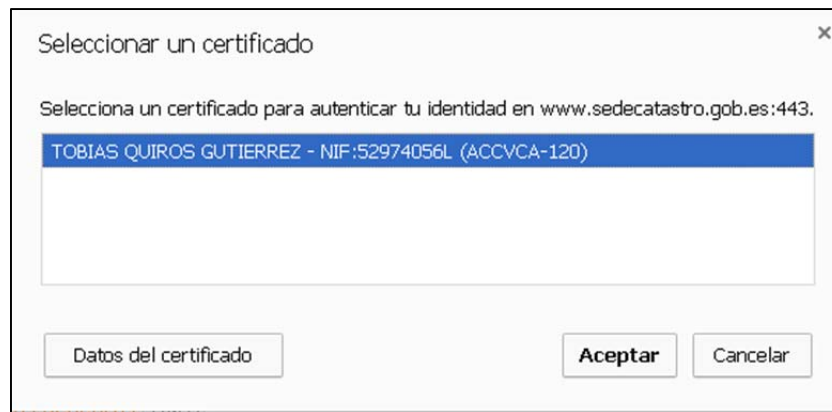 Seleccionar un certificado
Selecciona un certificado para autenticar tu identidad en www.sedecatastro.gob.es:443.
TOBIAS QUIROS GUTIERREZ - NIF:52974056L (ACCVCA-120)
Datos del certificado
Aceptar
Cancelar